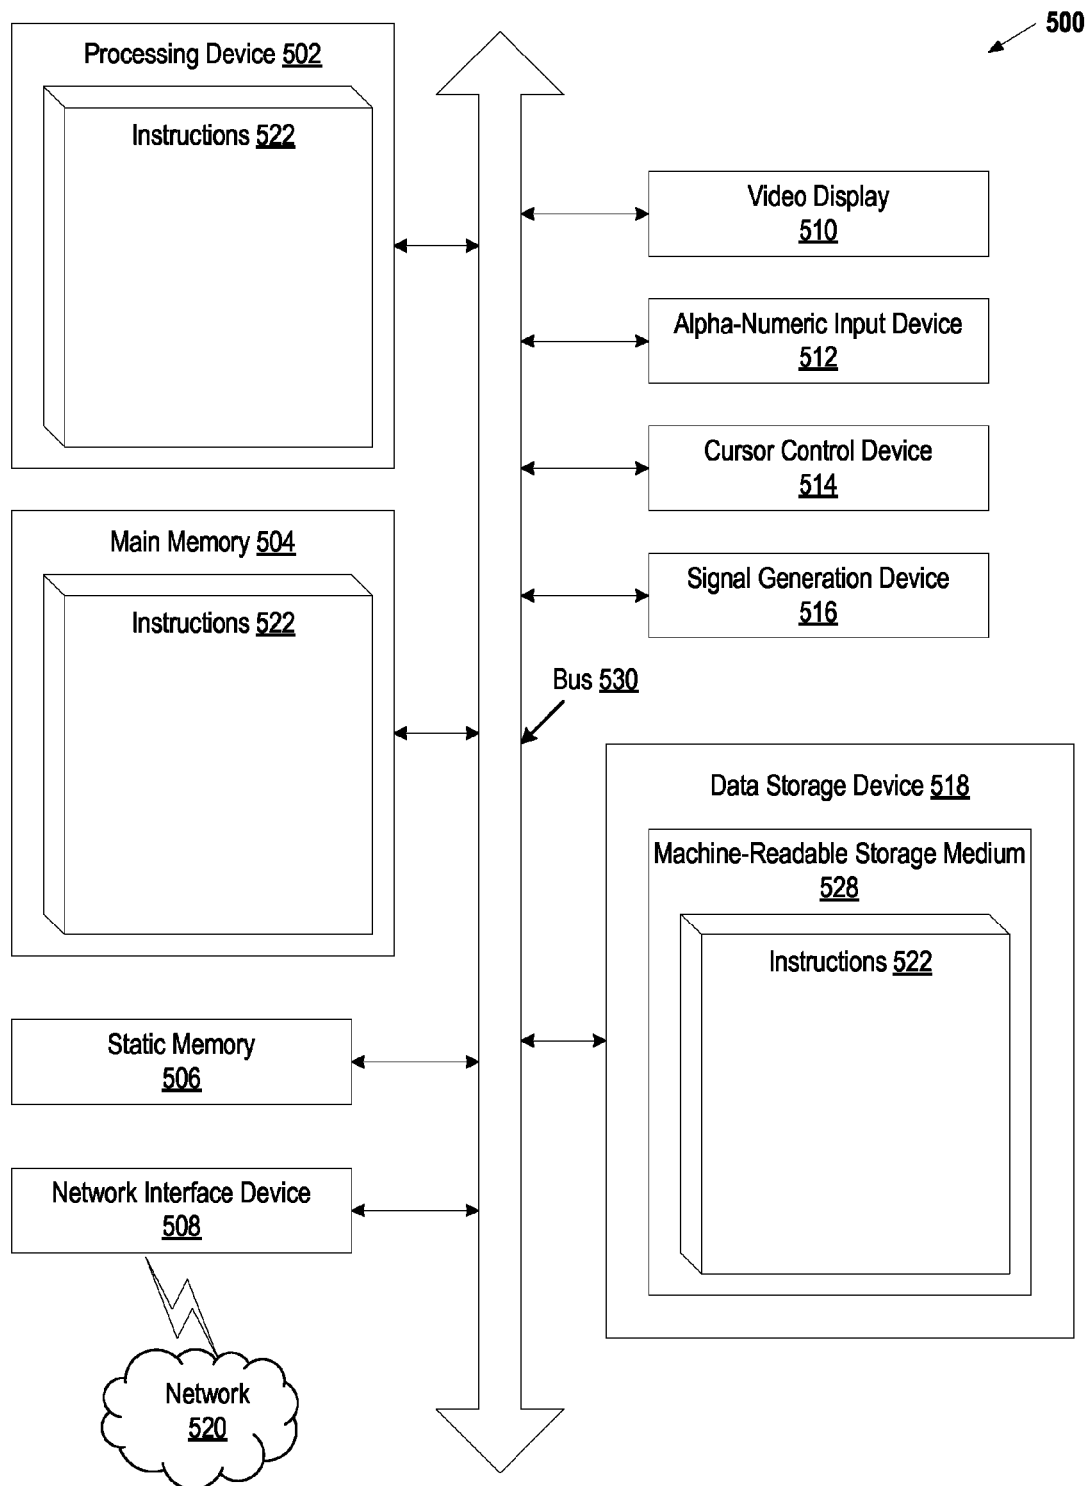 500
Processing Device 502
Instructions 522
Video Display
510
Alpha-Numeric Input Device
512
Cursor Control Device
514
Signal Generation Device
516
Main Memory 504
Instructions 522
Bus 530
Data Storage Device 518
Machine-Readable Storage Medium
528
Instructions 522
Static Memory
506
Network Interface Device
508
Network
520